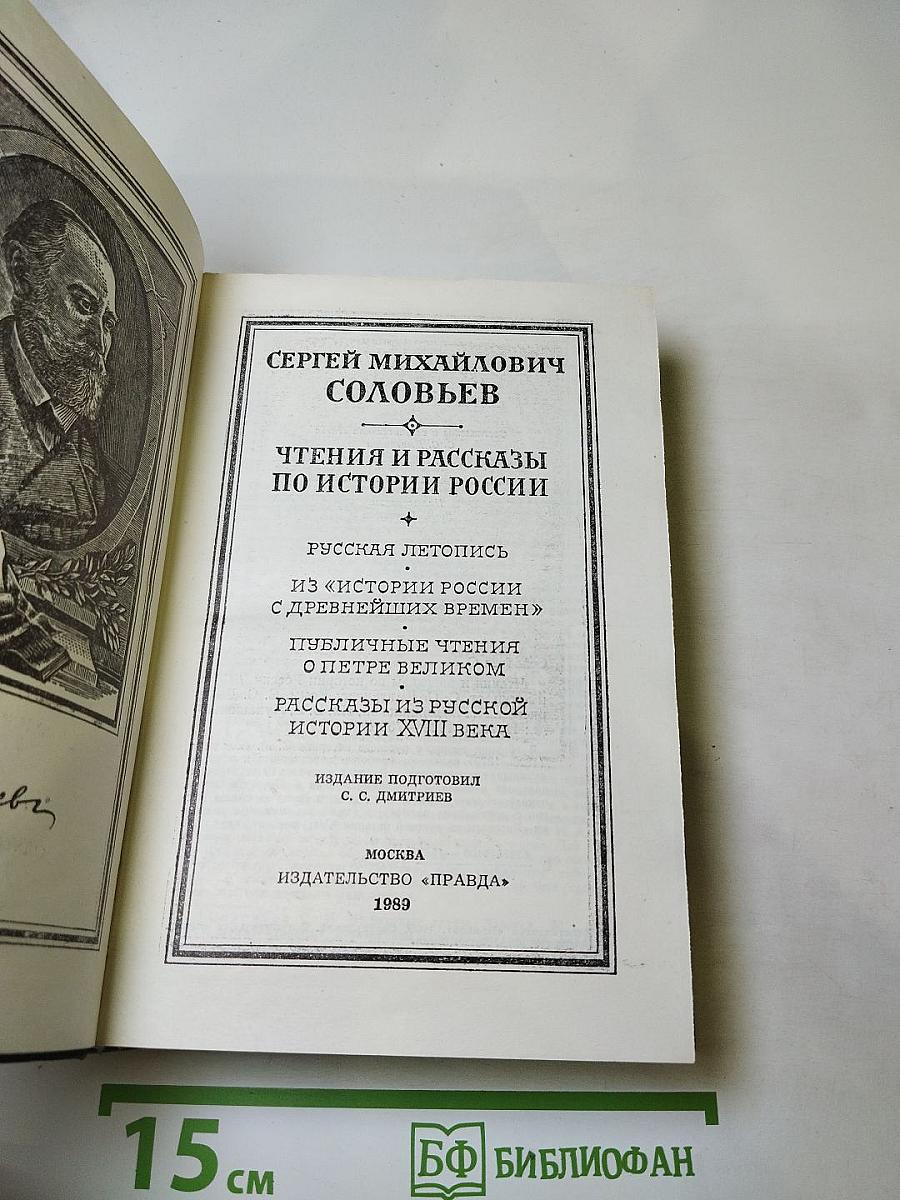 СЕРГЕЙ МИХАЙЛОВИЧ
СОЛОВЬЕВ
ЧТЕНИЯ И РАССКАЗЫ
ПО ИСТОРИИ РОССИИ
РУССКАЯ ЛЕТОПИСЬ
ИЗ «ИСТОРИИ РОССИИ
С ДРЕВНЕЙШИХ ВРЕМЕН»
ПУБЛИЧНЫЕ ЧТЕНИЯ
О ПЕТРЕ ВЕЛИКОМ
РАССКАЗЫ ИЗ РУССКОЙ
ИСТОРИИ XVIII ВЕКА
ИЗДАНИЕ ПОДГОТОВИЛ
С. С. ДМИТРИЕВ
МОСКВА
ИЗДАТЕЛЬСТВО «ПРАВДА»
1989
15 см
БФ БИБЛИОФАН